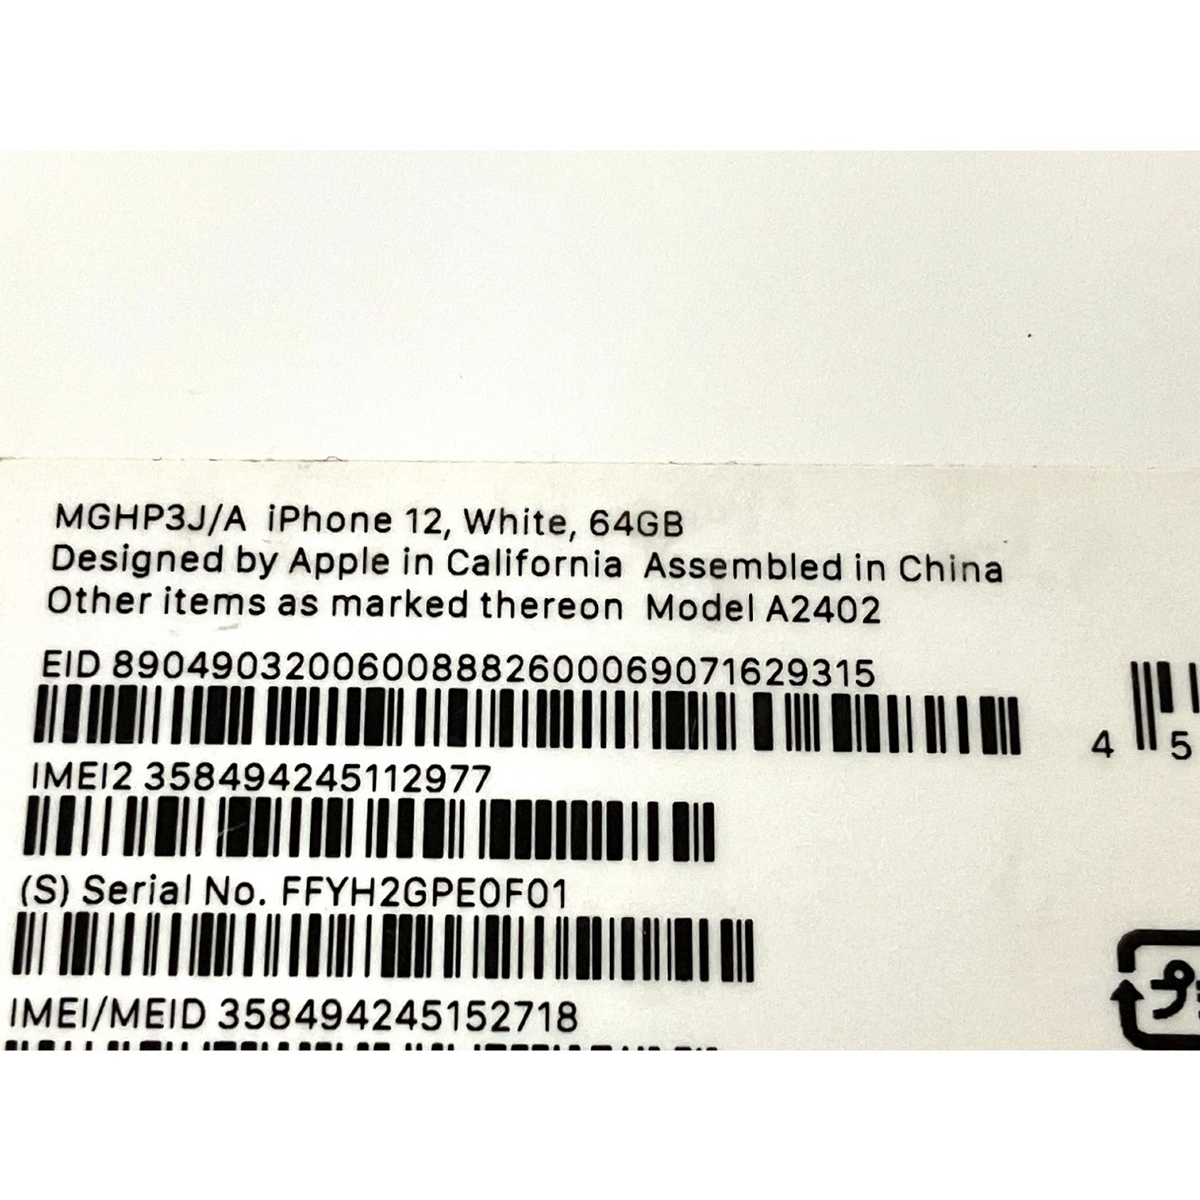 MGHP3J/A iPhone 12, White, 64GB
Designed by Apple in California Assembled in China
Other items as marked thereon Model A2402
EID 89049032006008882600069071629315
IMEI2 358494245112977
(S) Serial No. FFYH2GPE0F01
IMEI/MEID 358494245152718
4 5
プ